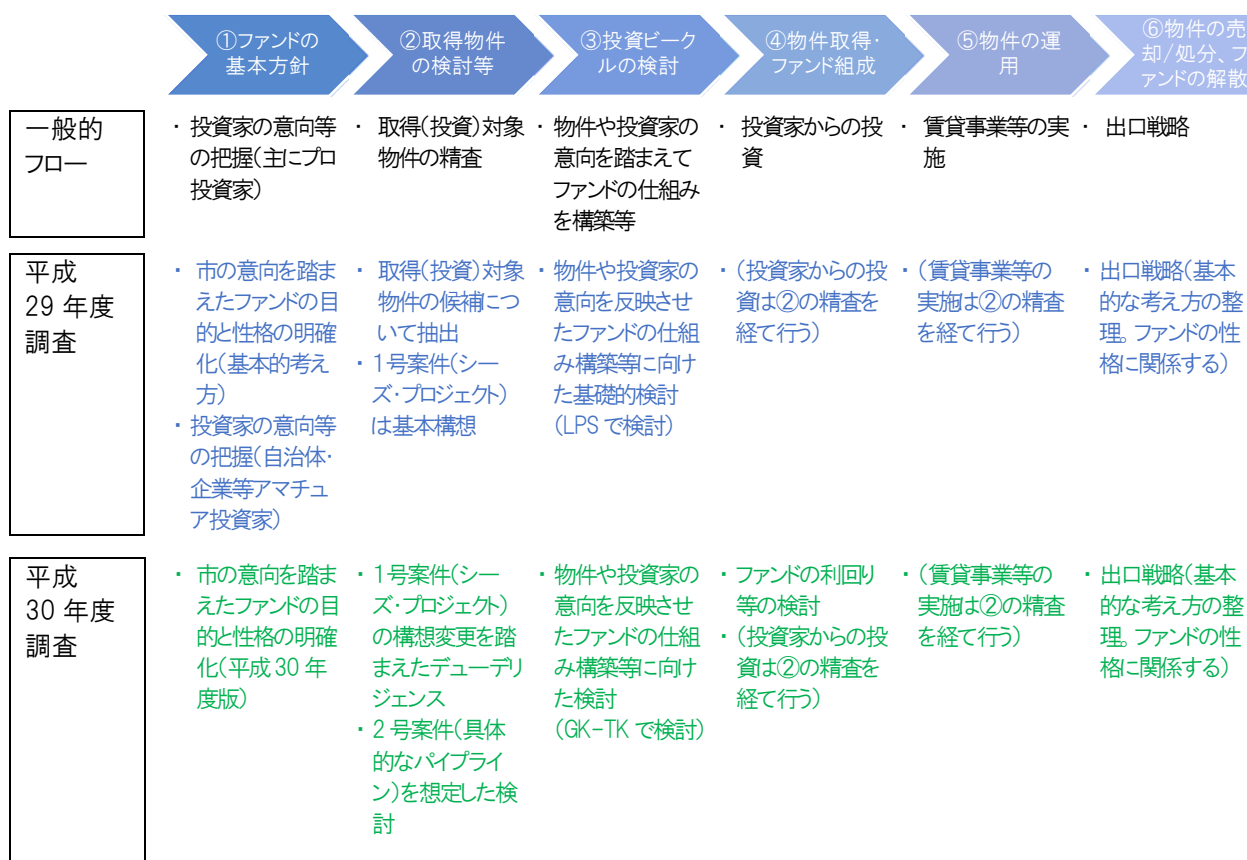 ①ファンドの
基本方針
②取得物件
の検討等
③投資ビーク
ルの検討
④物件取得・
ファンド組成
⑤物件の運
用
⑥物件の売
却/処分、フ
ァンドの解散
一般的
フロー
・ 投資家の意向等
の把握(主にプロ
投資家)
・ 取得(投資)対象
物件の精査
・ 物件や投資家の
意向を踏まえて
ファンドの仕組み
を構築等
・ 投資家からの投
資
・ 賃貸事業等の実
施
・ 出口戦略
平成
29 年度
調査
・ 市の意向を踏ま
えたファンドの目
的と性格の明確
化(基本的考え
方)
・ 投資家の意向等
の把握(自治体・
企業等アマチュ
ア投資家)
・ 取得(投資)対象
物件の候補につ
いて抽出
・ 1号案件(シー
ズ・プロジェクト)
は基本構想
・ 物件や投資家の
意向を反映させ
たファンドの仕組
み構築等に向け
た基礎的検討
(LPS で検討)
・ (投資家からの投
資は②の精査を
経て行う)
・ (賃貸事業等の
実施は②の精査
を経て行う)
・ 出口戦略(基本
的な考え方の整
理。ファンドの性
格に関係する)
平成
30 年度
調査
・ 市の意向を踏ま
えたファンドの目
的と性格の明確
化(平成 30 年
度版)
・ 1号案件(シー
ズ・プロジェクト)
の構想変更を踏
まえたデューデリ
ジェンス
・ 2 号案件(具体
的なパイプライ
ン)を想定した検
討
・ 物件や投資家の
意向を反映させ
たファンドの仕組
み構築等に向け
た検討
(GK-TK で検討)
・ ファンドの利回り
等の検討
・ (投資家からの投
資は②の精査を
経て行う)
・ (賃貸事業等の
実施は②の精査
を経て行う)
・ 出口戦略(基本
的な考え方の整
理。ファンドの性
格に関係する)